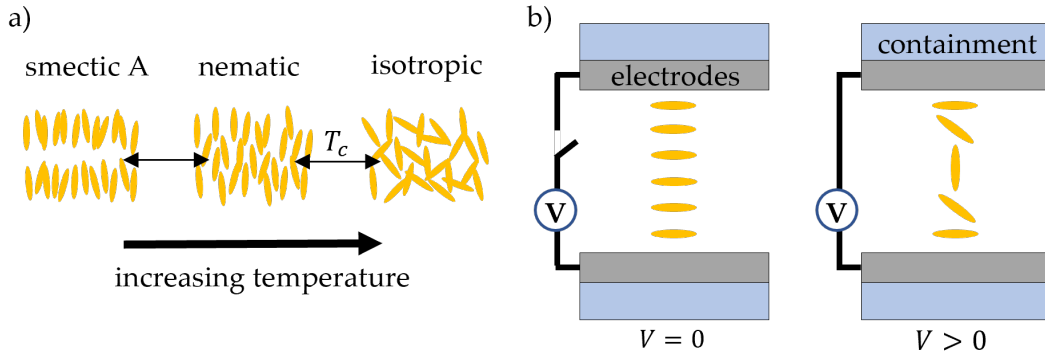 a)
smectic A
nematic
isotropic
T_c
increasing temperature
b)
electrodes
V
V = 0
containment
V
V > 0